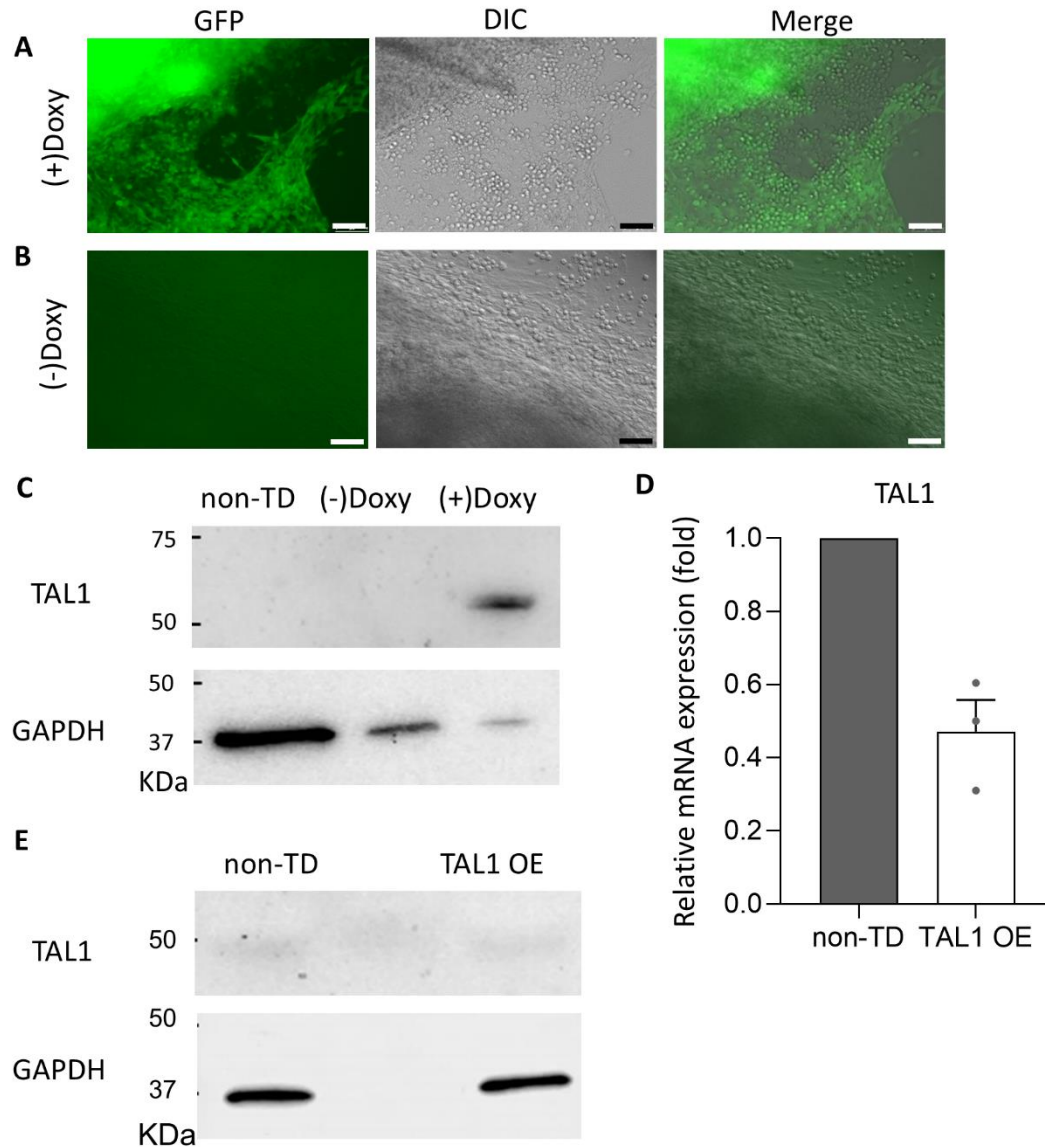 GFP DIC Merge
A
(+)Doxy
B
(-)Doxy
C
non-TD (-)Doxy (+)Doxy
75
TAL1
50
50
GAPDH
37
KDa
D
TAL1
Relative mRNA expression (fold)
1.0
0.8
0.6
0.4
0.2
0.0
non-TD TAL1 OE
E
non-TD TAL1 OE
TAL1
50
50
GAPDH
37
KDa